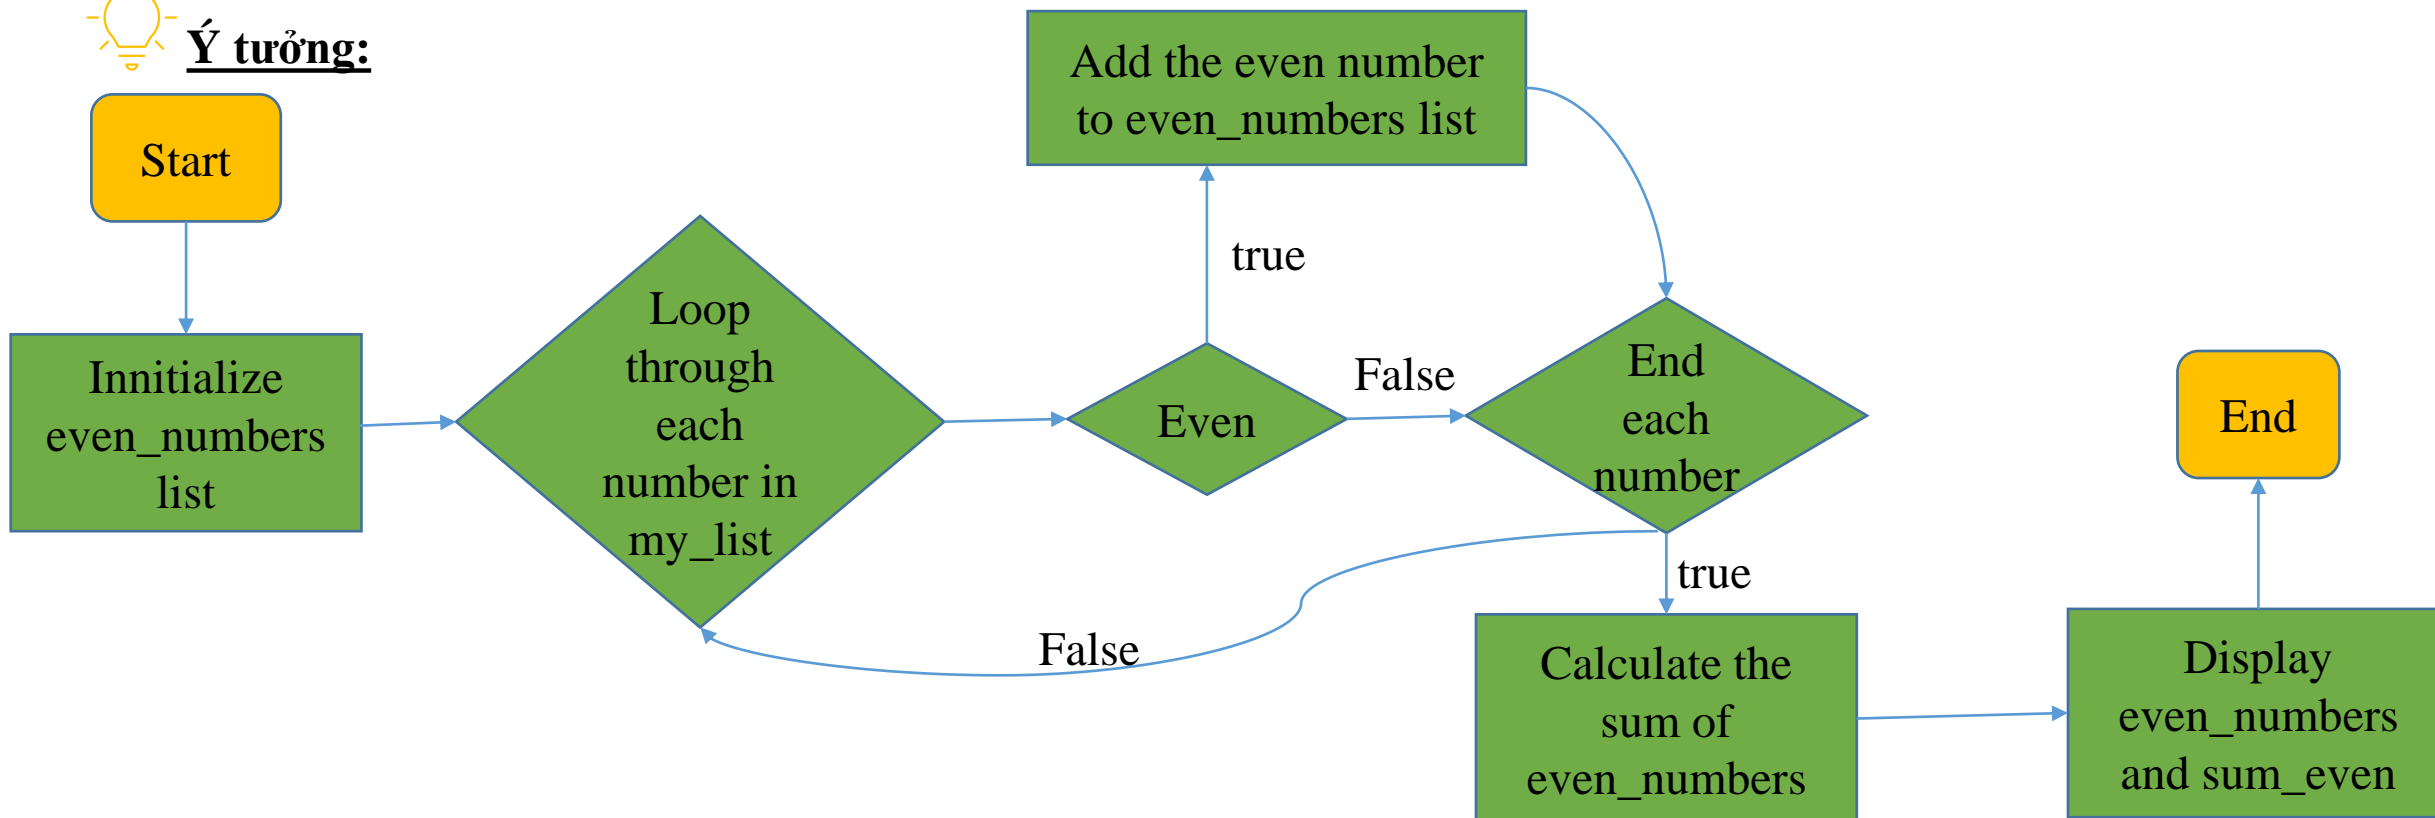 Ý tưởng:
Start
Innitialize
even_numbers
list
Loop
through
each
number in
my_list
Even
true
Add the even number
to even_numbers list
False
End
each
number
False
true
Calculate the
sum of
even_numbers
Display
even_numbers
and sum_even
End